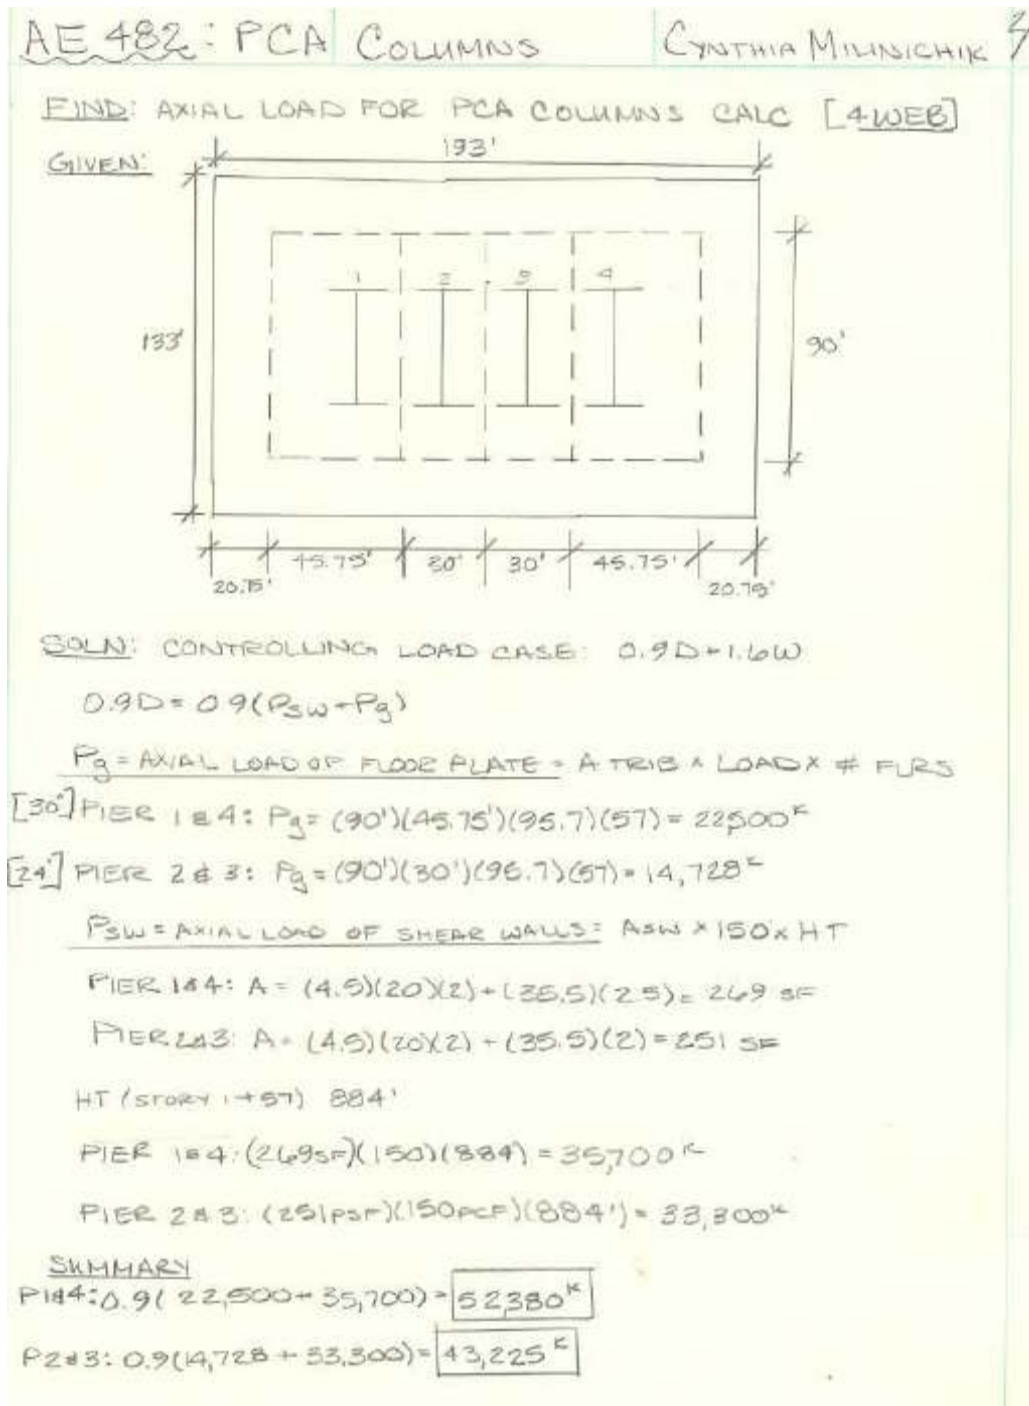 AE 482: PCA COLUMNS CYNTHIA MILINICHIK
FIND: AXIAL LOAD FOR PCA COLUMNS CALC [4 WEB]
GIVEN:
193'
1 2 3 4
133'
90'
45.75' 30' 30' 45.75'
20.75' 20.75'
SOLN: CONTROLLING LOAD CASE: 0.9D+1.6W
0.9D = 0.9(PSW+Pg)
Pg = AXIAL LOAD OF FLOOR PLATE = A TRIB x LOAD x # FLRS
[30"] PIER 1 & 4: Pg = (90')(45.75')(95.7)(57) = 22,500K
[24"] PIER 2 & 3: Pg = (90')(30')(95.7)(57) = 14,728K
PSW = AXIAL LOAD OF SHEAR WALLS = ASW x 150 x HT
PIER 1&4: A = (4.5)(20)(2)+(35.5)(2.5) = 269 SF
PIER 2&3: A = (4.5)(20)(2) + (35.5)(2) = 251 SF
HT (STORY 1→57) 884'
PIER 1&4: (269SF)(150)(884) = 35,700K
PIER 2&3: (251PSF)(150PCF)(884') = 33,300K
SUMMARY
P1&4: 0.9(22,500 + 35,700) = 52,380K
P2&3: 0.9(14,728 + 33,300) = 43,225K